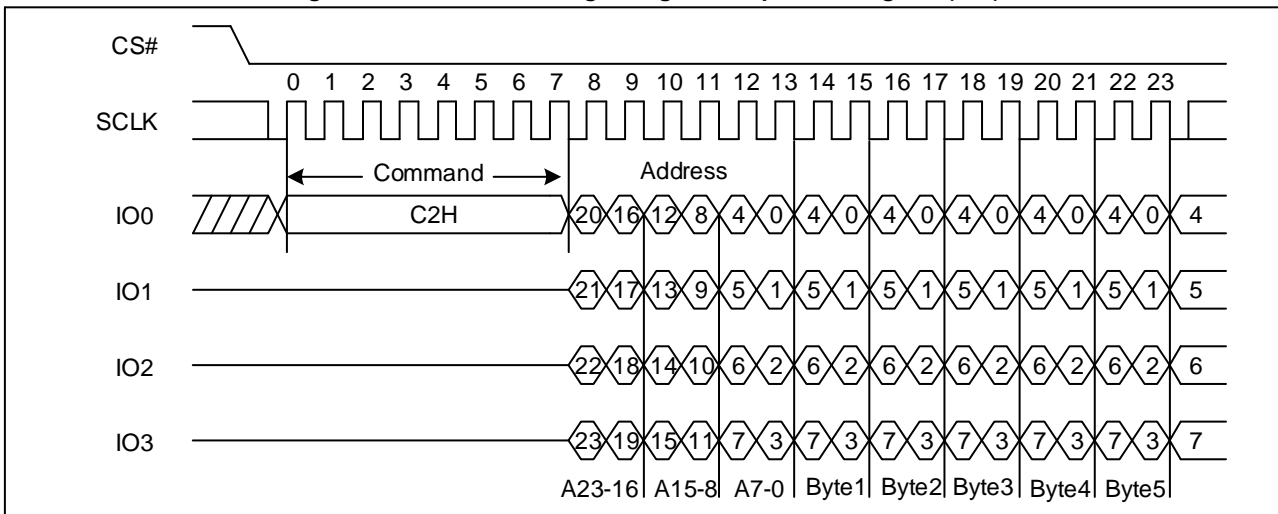 CS#
0 1 2 3 4 5 6 7 8 9 10 11 12 13 14 15 16 17 18 19 20 21 22 23
SCLK
Command
Address
IO0 C2H 20 16 12 8 4 0 4 0 4 0 4 0 4 0 4 0 4
IO1 21 17 13 9 5 1 5 1 5 1 5 1 5 1 5 1 5
IO2 22 18 14 10 6 2 6 2 6 2 6 2 6 2 6 2 6
IO3 23 19 15 11 7 3 7 3 7 3 7 3 7 3 7 3 7
A23-16 A15-8 A7-0 Byte1 Byte2 Byte3 Byte4 Byte5